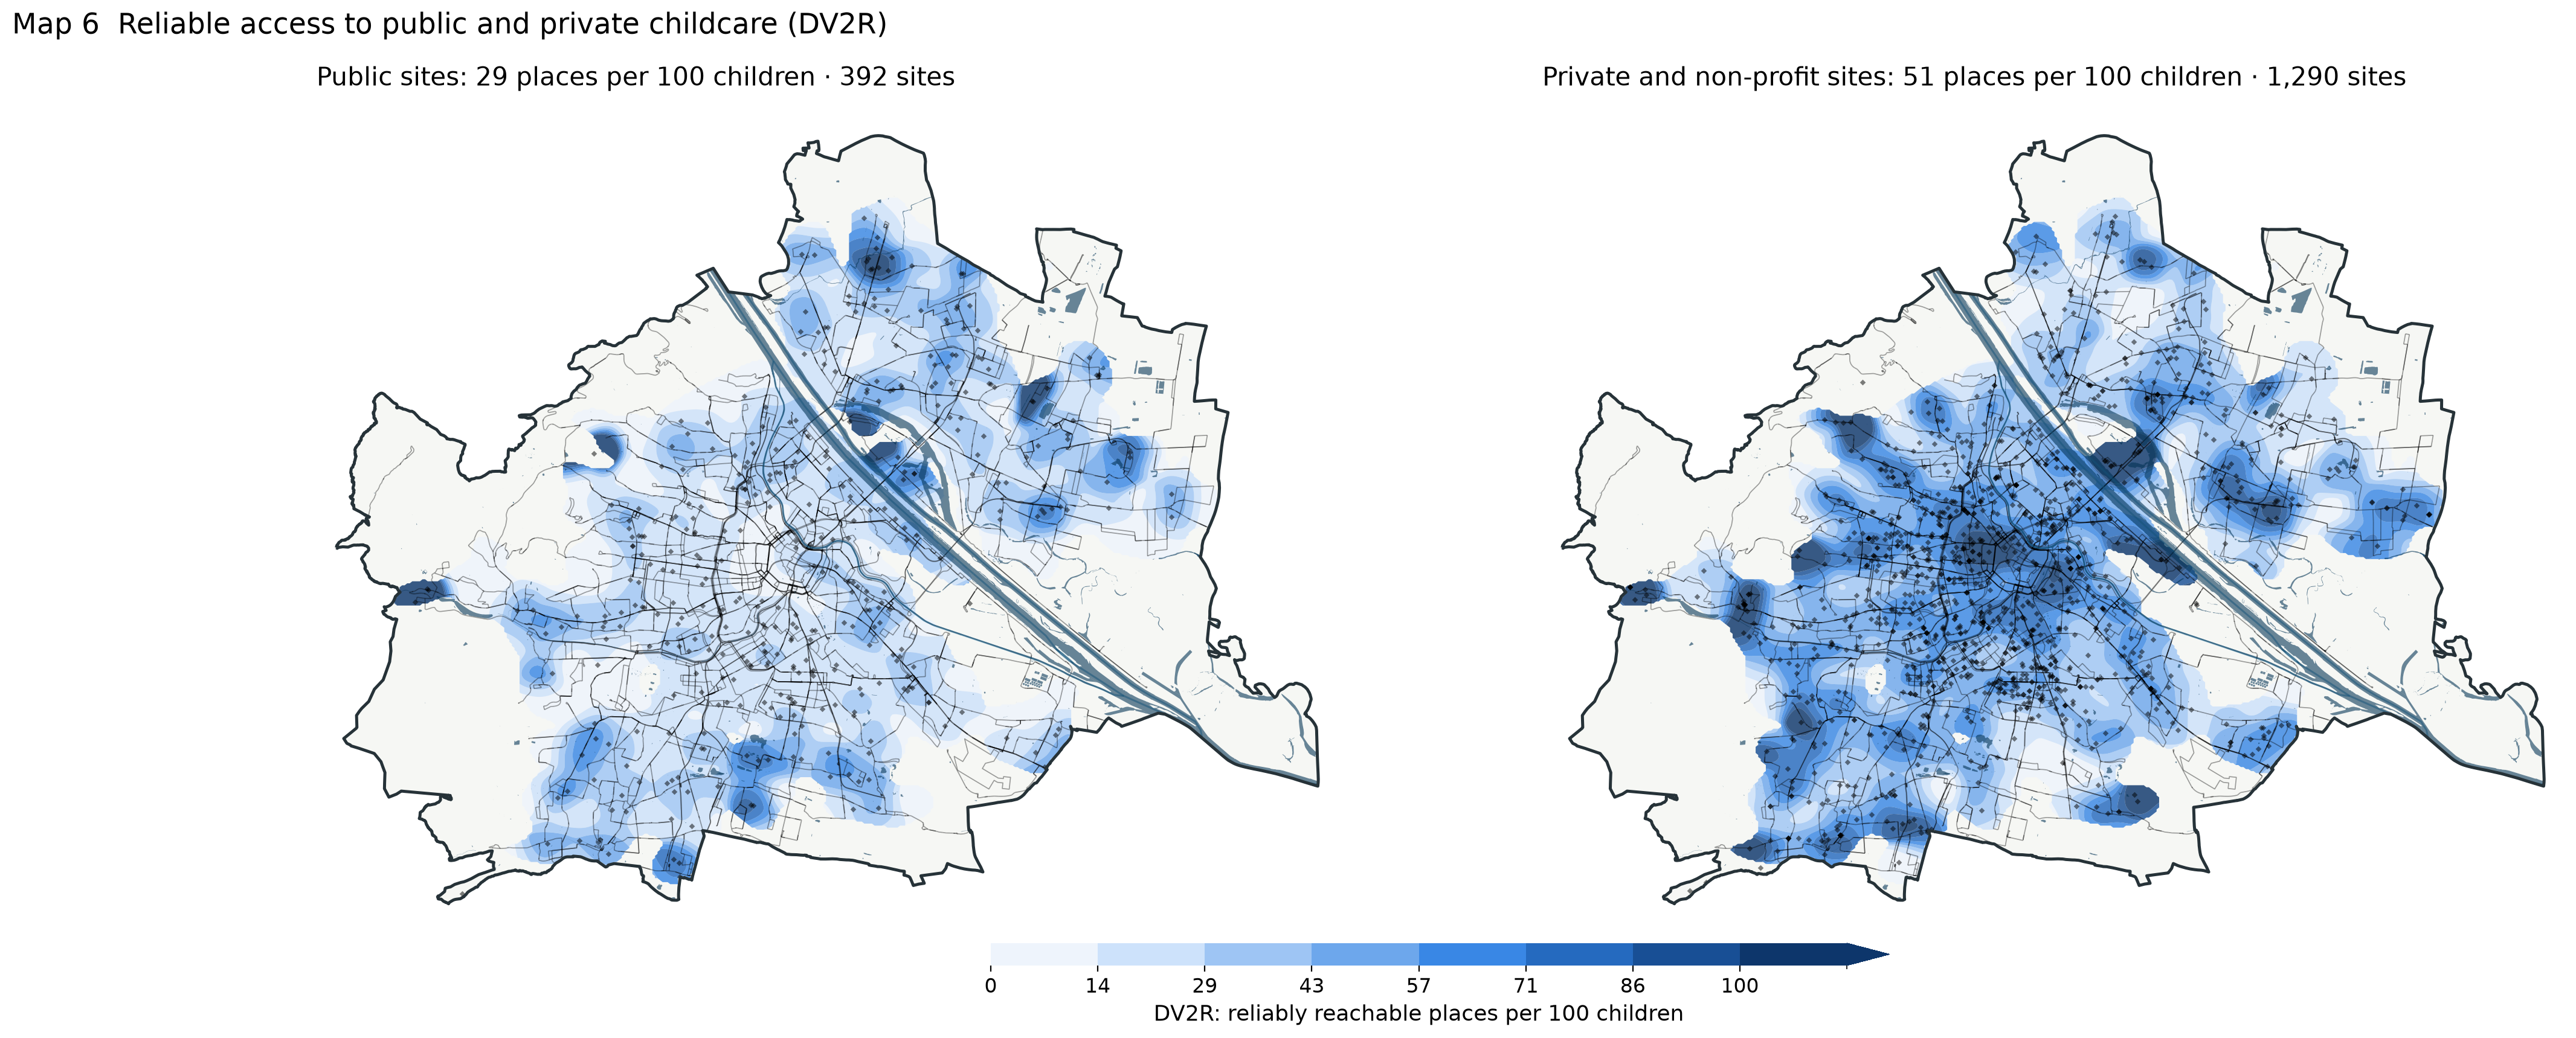 Map 6  Reliable access to public and private childcare (DV2R)
Public sites: 29 places per 100 children · 392 sites
Private and non-profit sites: 51 places per 100 children · 1,290 sites
0 14 29 43 57 71 86 100
DV2R: reliably reachable places per 100 children